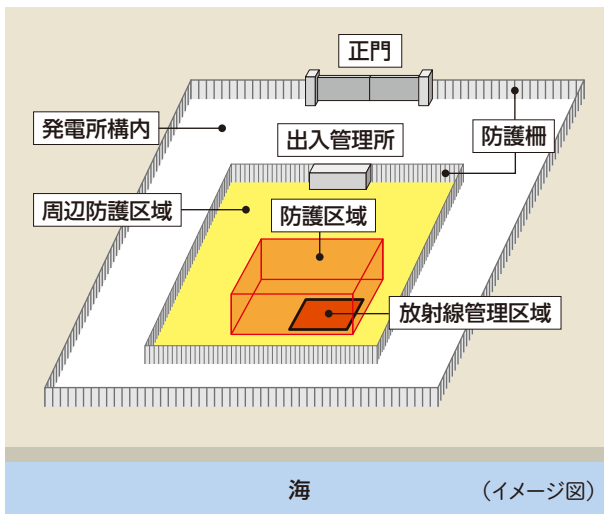 正門
発電所構内
出入管理所
防護柵
周辺防護区域
防護区域
放射線管理区域
海
（イメージ図）